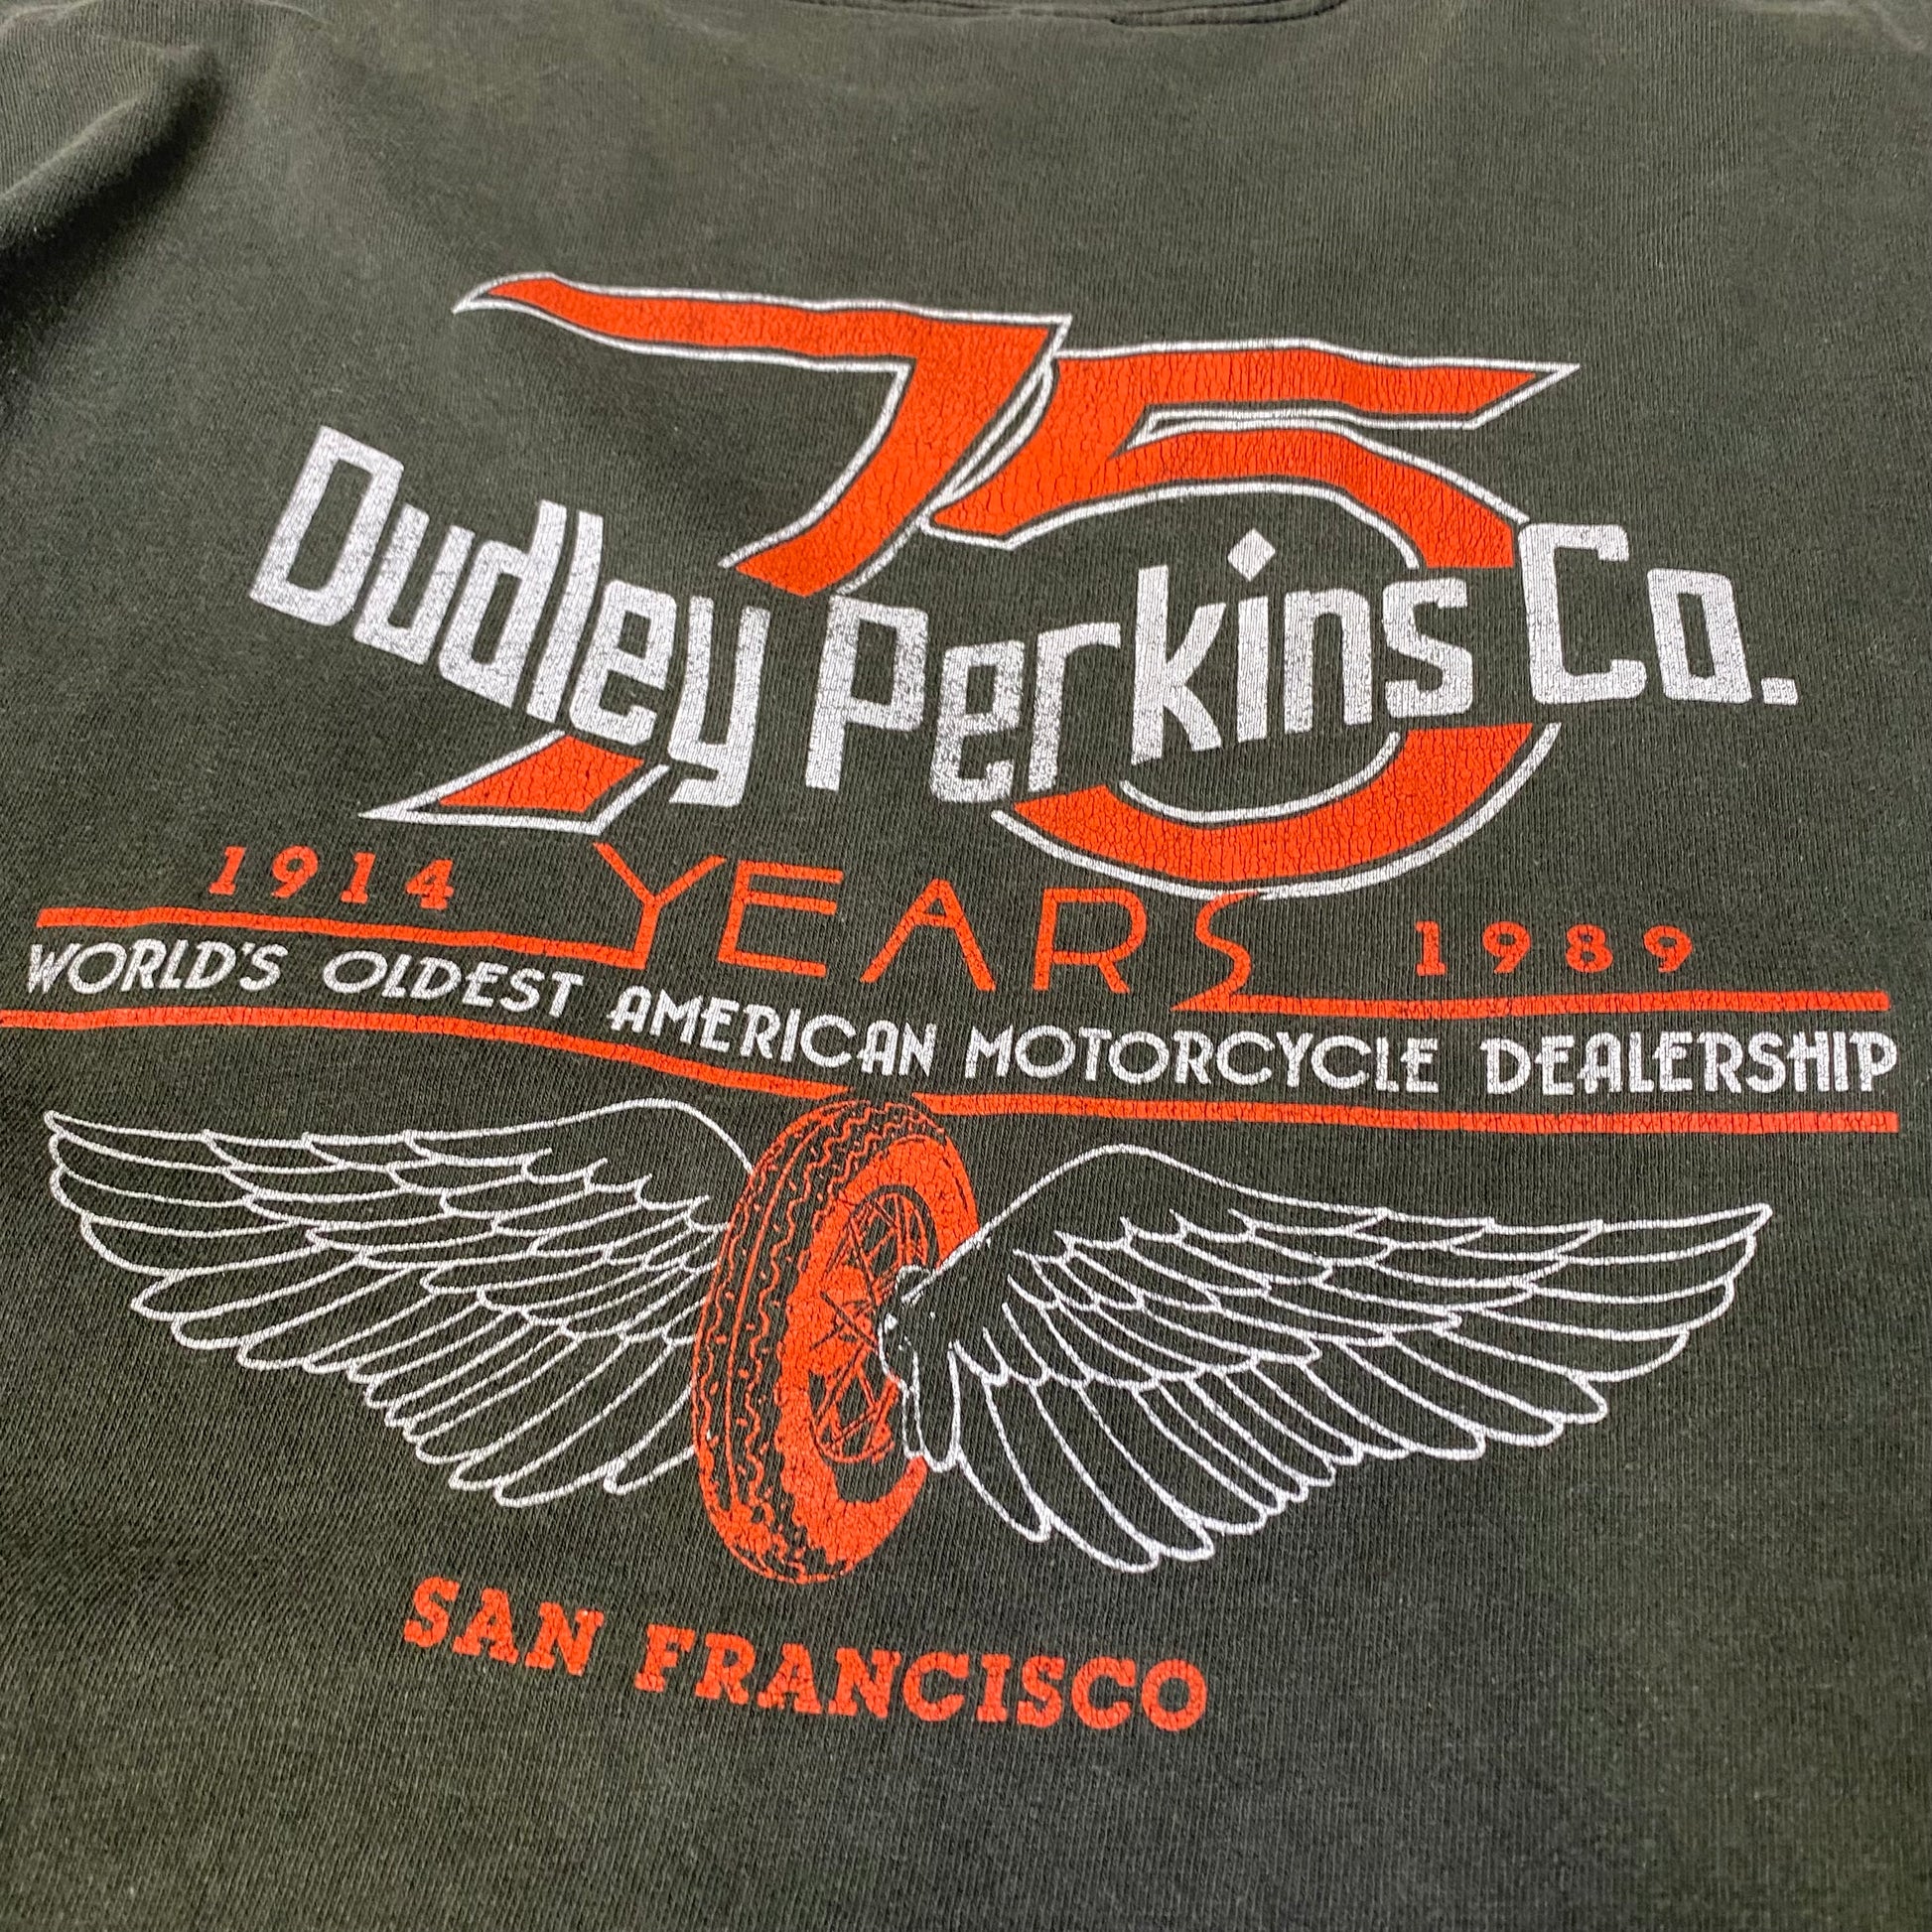 75
Dudley Perkins Co.
1914 YEARS 1989
WORLD'S OLDEST AMERICAN MOTORCYCLE DEALERSHIP
SAN FRANCISCO